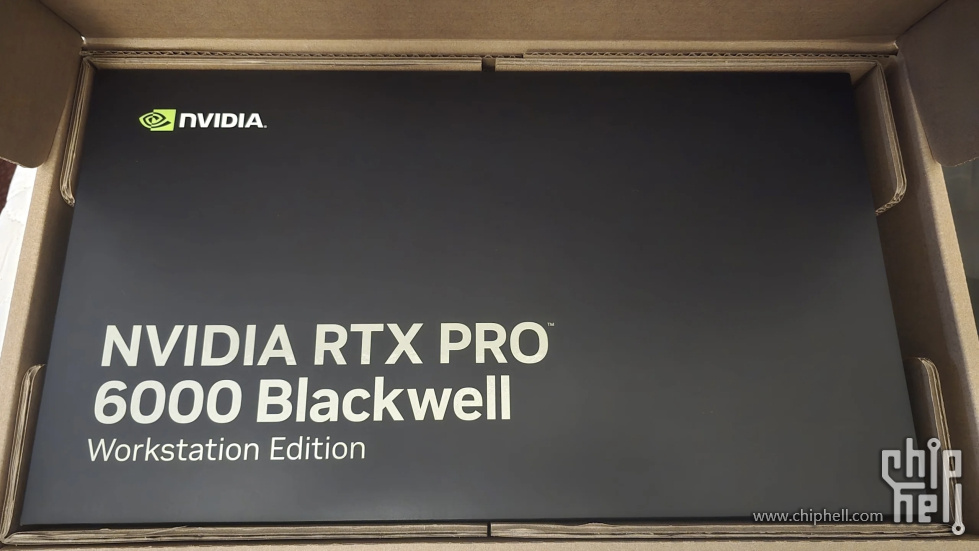 NVIDIA.
NVIDIA RTX PRO™
6000 Blackwell
Workstation Edition
chip
hell
www.chiphell.com